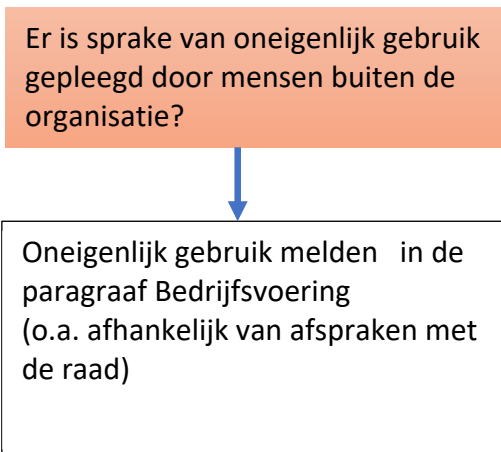 Er is sprake van oneigenlijk gebruik
gepleegd door mensen buiten de
organisatie?
Oneigenlijk gebruik melden in de
paragraaf Bedrijfsvoering
(o.a. afhankelijk van afspraken met
de raad)